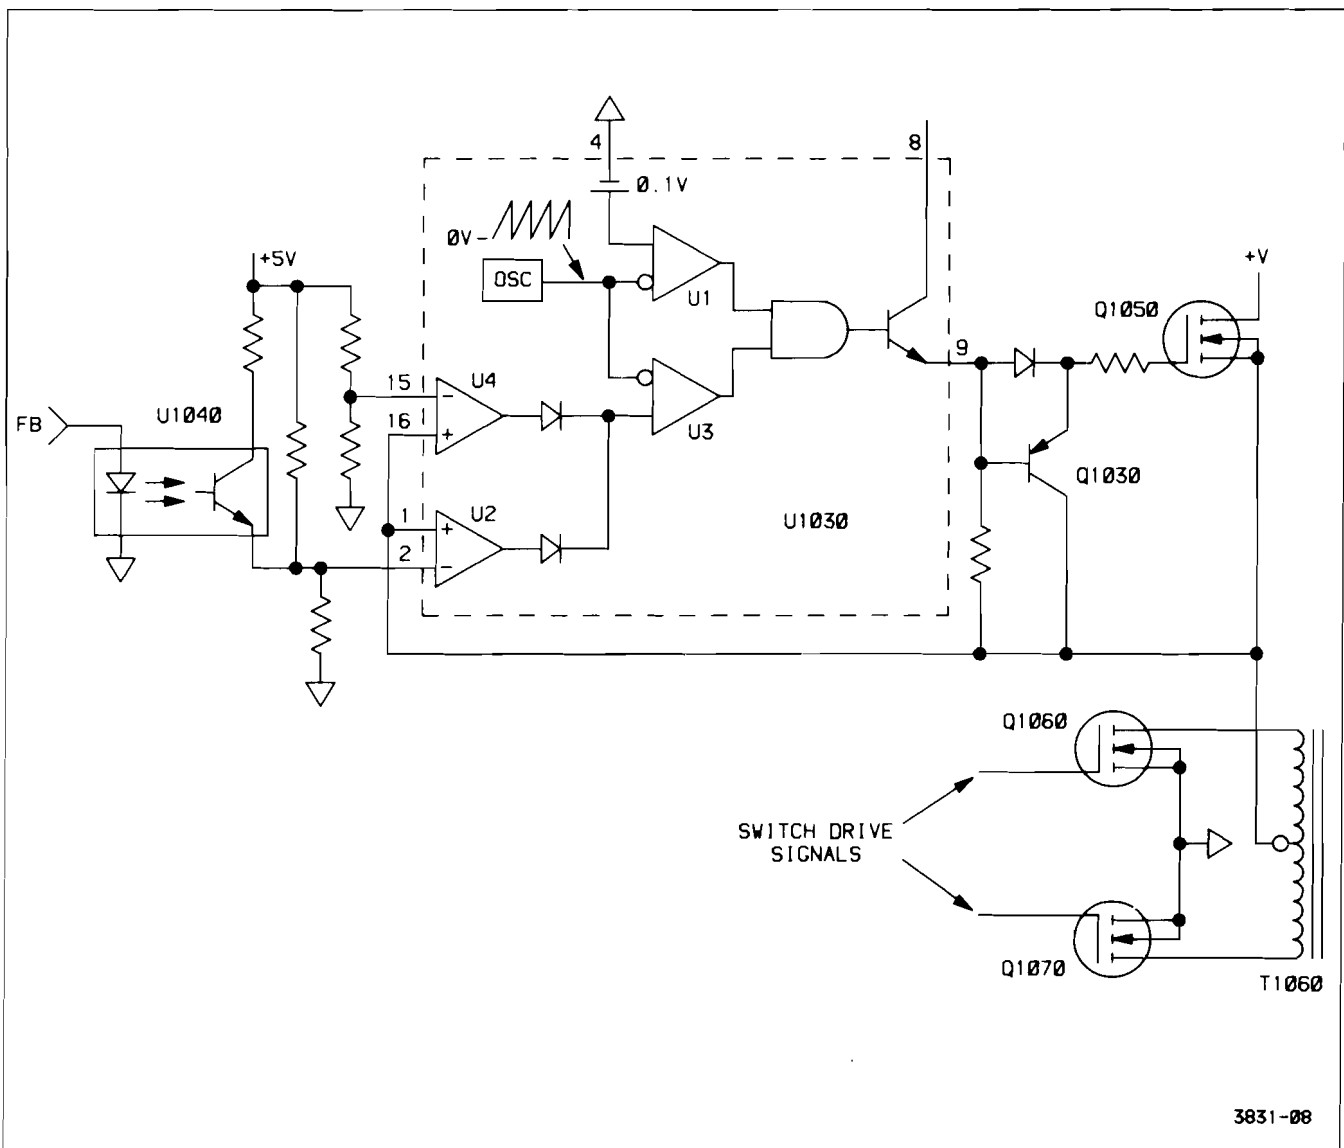 4
8
0.1V
0V
+5V
OSC
U1
+V
Q1050
9
15
U4
16
U3
FB
U1040
Q1030
1
U2
2
U1030
Q1060
SWITCH DRIVE
SIGNALS
Q1070
T1060
3831-08